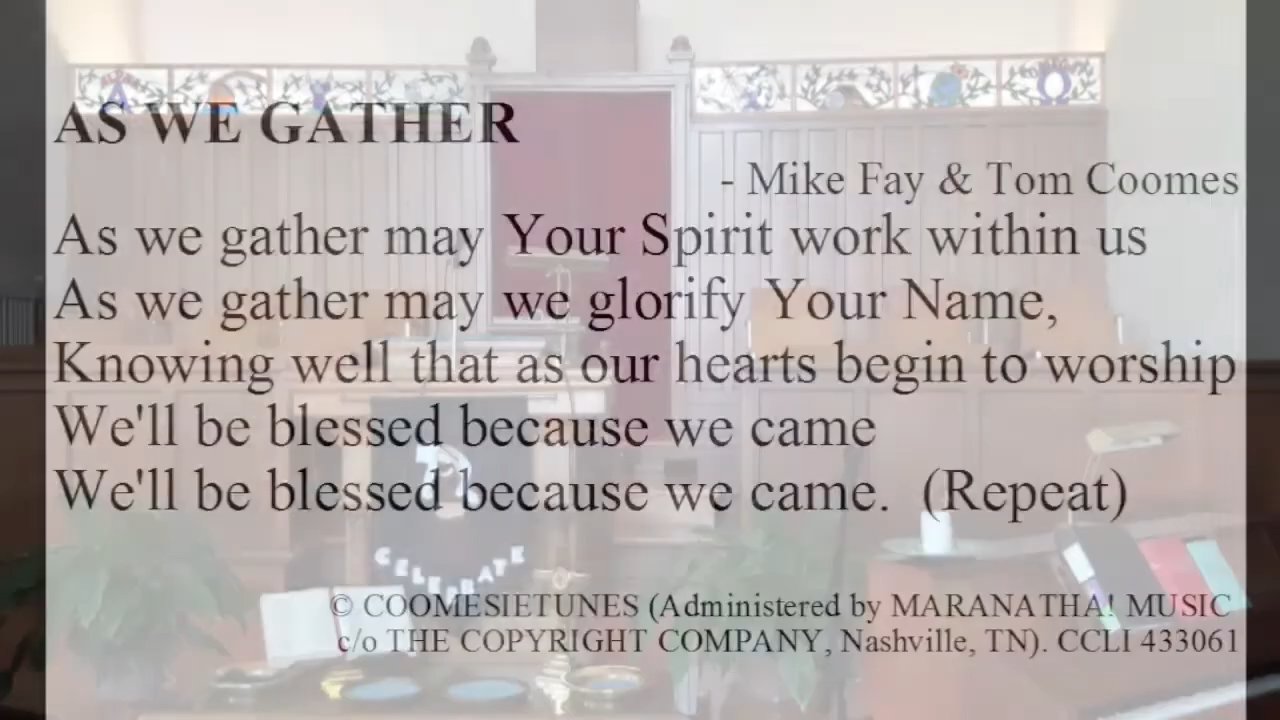 AS WE GATHER
- Mike Fay & Tom Coomes
As we gather may Your Spirit work within us
As we gather may we glorify Your Name,
Knowing well that as our hearts begin to worship
We'll be blessed because we came
We'll be blessed because we came. (Repeat)
CELEBRATE
© COOMESIETUNES (Administered by MARANATHA! MUSIC
c/o THE COPYRIGHT COMPANY, Nashville, TN). CCLI 433061